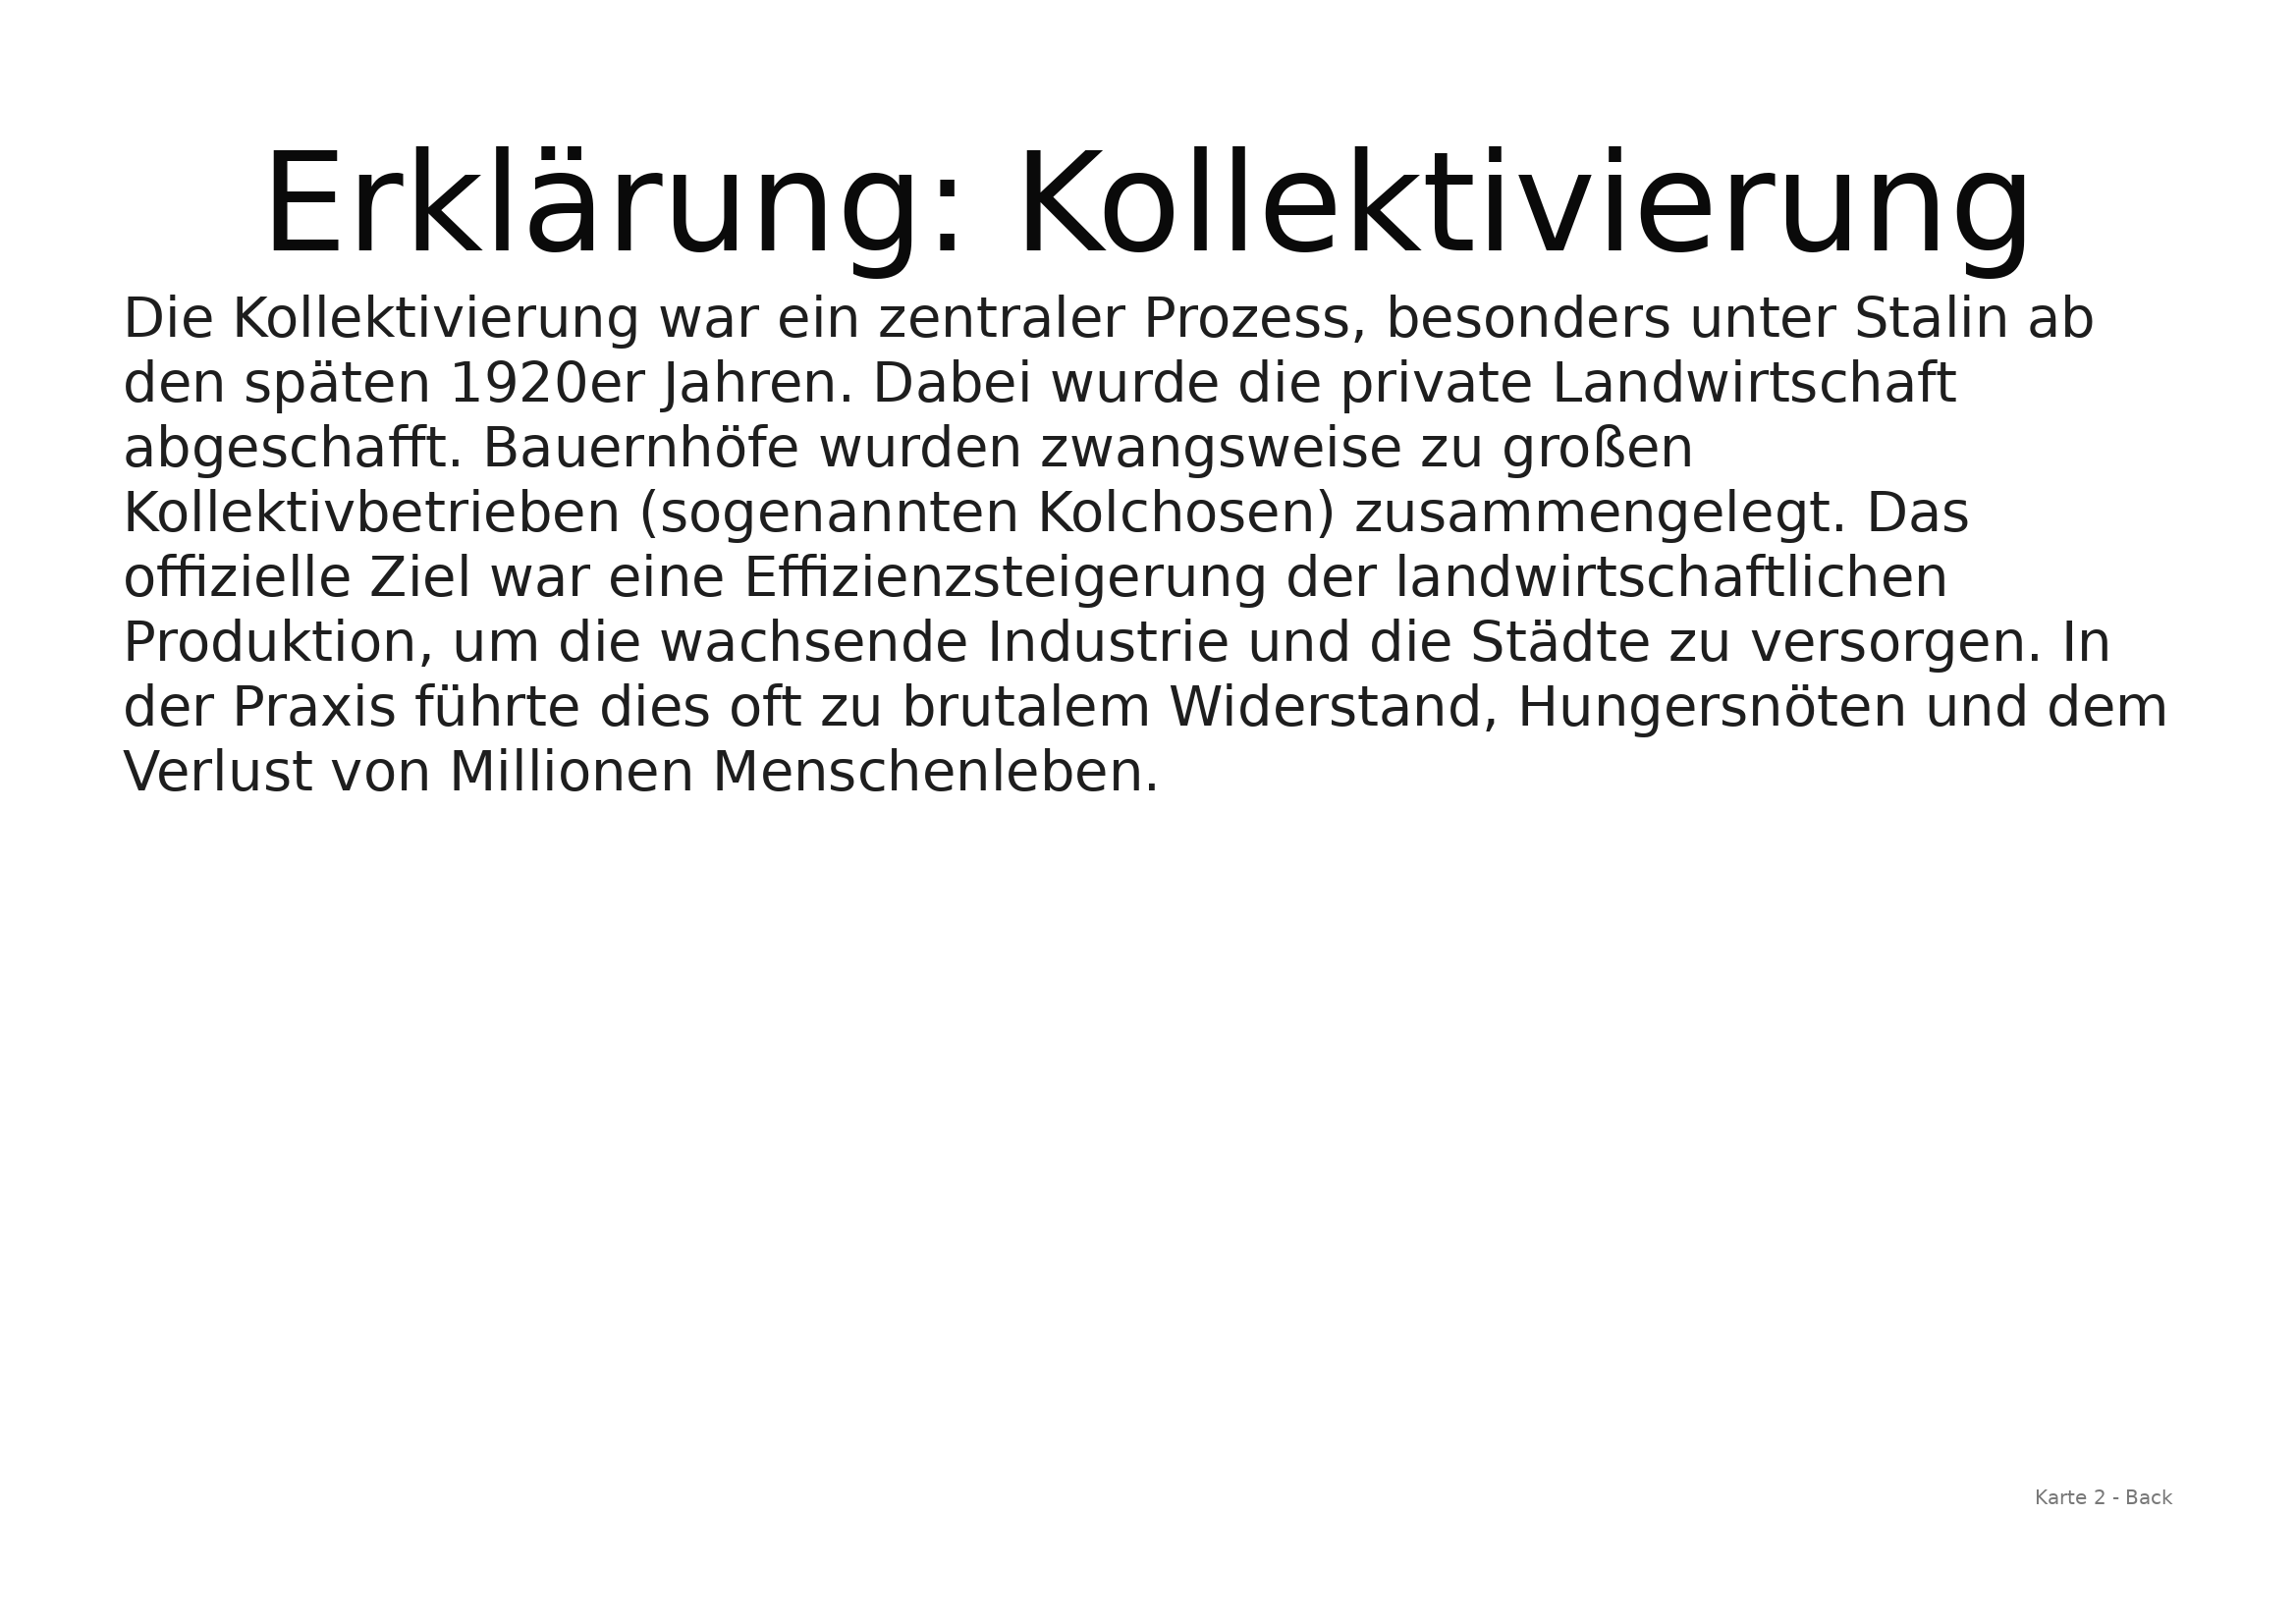 Erklärung: Kollektivierung
Die Kollektivierung war ein zentraler Prozess, besonders unter Stalin ab
den späten 1920er Jahren. Dabei wurde die private Landwirtschaft
abgeschafft. Bauernhöfe wurden zwangsweise zu großen
Kollektivbetrieben (sogenannten Kolchosen) zusammengelegt. Das
offizielle Ziel war eine Effizienzsteigerung der landwirtschaftlichen
Produktion, um die wachsende Industrie und die Städte zu versorgen. In
der Praxis führte dies oft zu brutalem Widerstand, Hungersnöten und dem
Verlust von Millionen Menschenleben.
Karte 2 - Back